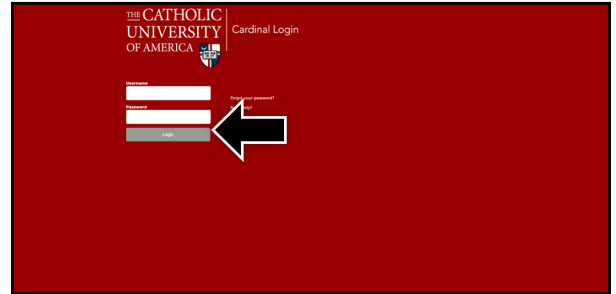 THE CATHOLIC
UNIVERSITY
OF AMERICA
Cardinal Login
Username
Forgot your password?
Password
Login